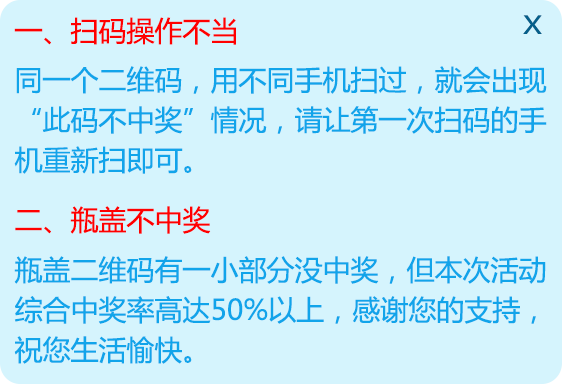 一、扫码操作不当
X
同一个二维码，用不同手机扫过，就会出现
“此码不中奖”情况，请让第一次扫码的手
机重新扫即可。
二、瓶盖不中奖
瓶盖二维码有一小部分没中奖，但本次活动
综合中奖率高达50%以上，感谢您的支持，
祝您生活愉快。